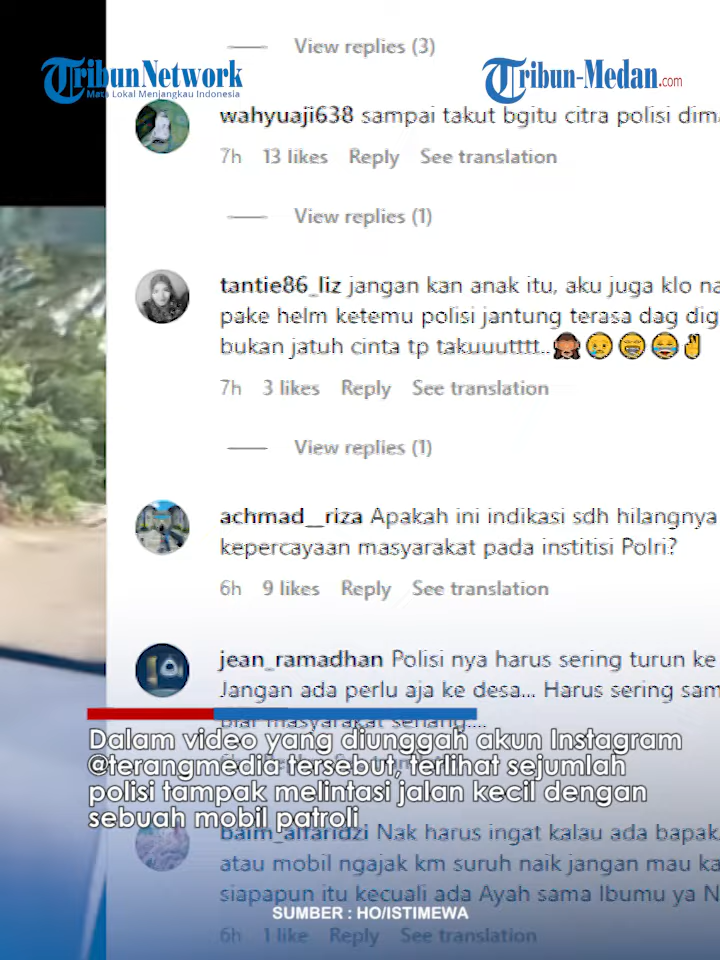 View replies (3)
TribunNetwork
Mata Lokal Menjangkau Indonesia
Tribun-Medan.com
wahyuaji638 sampai takut bgitu citra polisi dim
7h 13 likes Reply See translation
View replies (1)
tantie86_liz jangan kan anak itu, aku juga klo na
pake helm ketemu polisi jantung terasa dag dig
bukan jatuh cinta tp takuuutttt..🙈😢😁😂✌
7h 3 likes Reply See translation
View replies (1)
achmad__riza Apakah ini indikasi sdh hilangnya
kepercayaan masyarakat pada institisi Polri?
6h 9 likes Reply See translation
jean_ramadhan Polisi nya harus sering turun ke
Jangan ada perlu aja ke desa... Harus sering sam
biar masyarakat senang....
Dalam video yang diunggah akun Instagram
@terangmedia tersebut, terlihat sejumlah
polisi tampak melintasi jalan kecil dengan
sebuah mobil patroli
baim_alfaridzi Nak harus ingat kalau ada bapak
atau mobil ngajak km suruh naik jangan mau ka
siapapun itu kecuali ada Ayah sama Ibumu ya N
SUMBER : HO/ISTIMEWA
6h 1 like Reply See translation